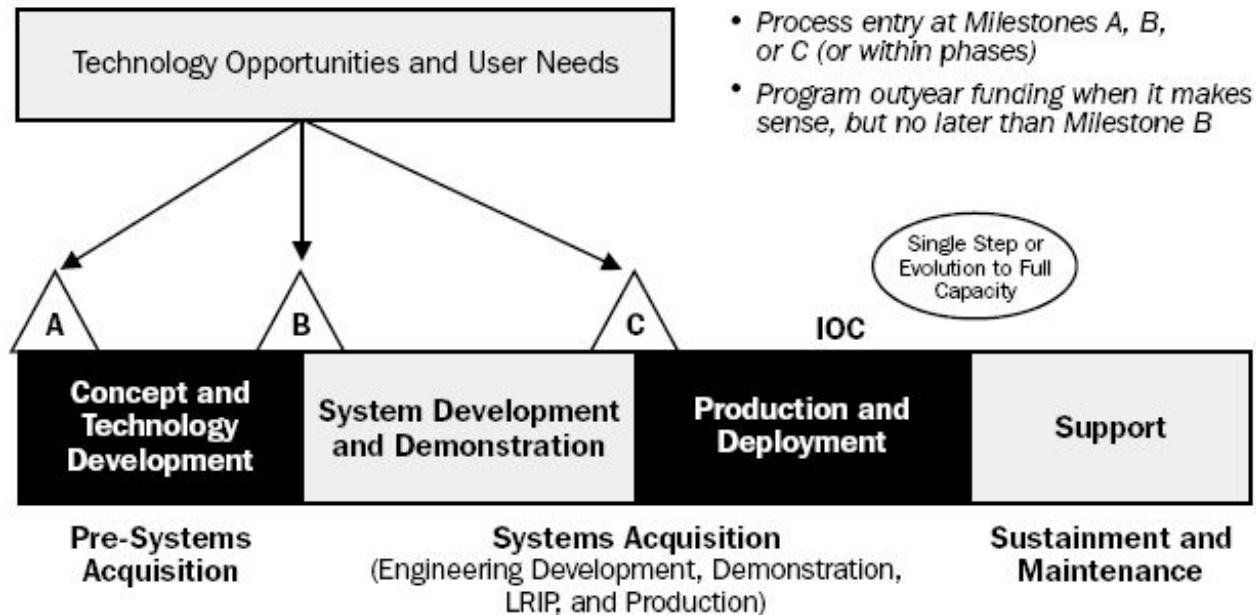 Technology Opportunities and User Needs
• Process entry at Milestones A, B,
or C (or within phases)
• Program outyear funding when it makes
sense, but no later than Milestone B
Single Step or
Evolution to Full
Capacity
A
B
C
IOC
Concept and
Technology
Development
System Development
and Demonstration
Production and
Deployment
Support
Pre-Systems
Acquisition
Systems Acquisition
(Engineering Development, Demonstration,
LRIP, and Production)
Sustainment and
Maintenance